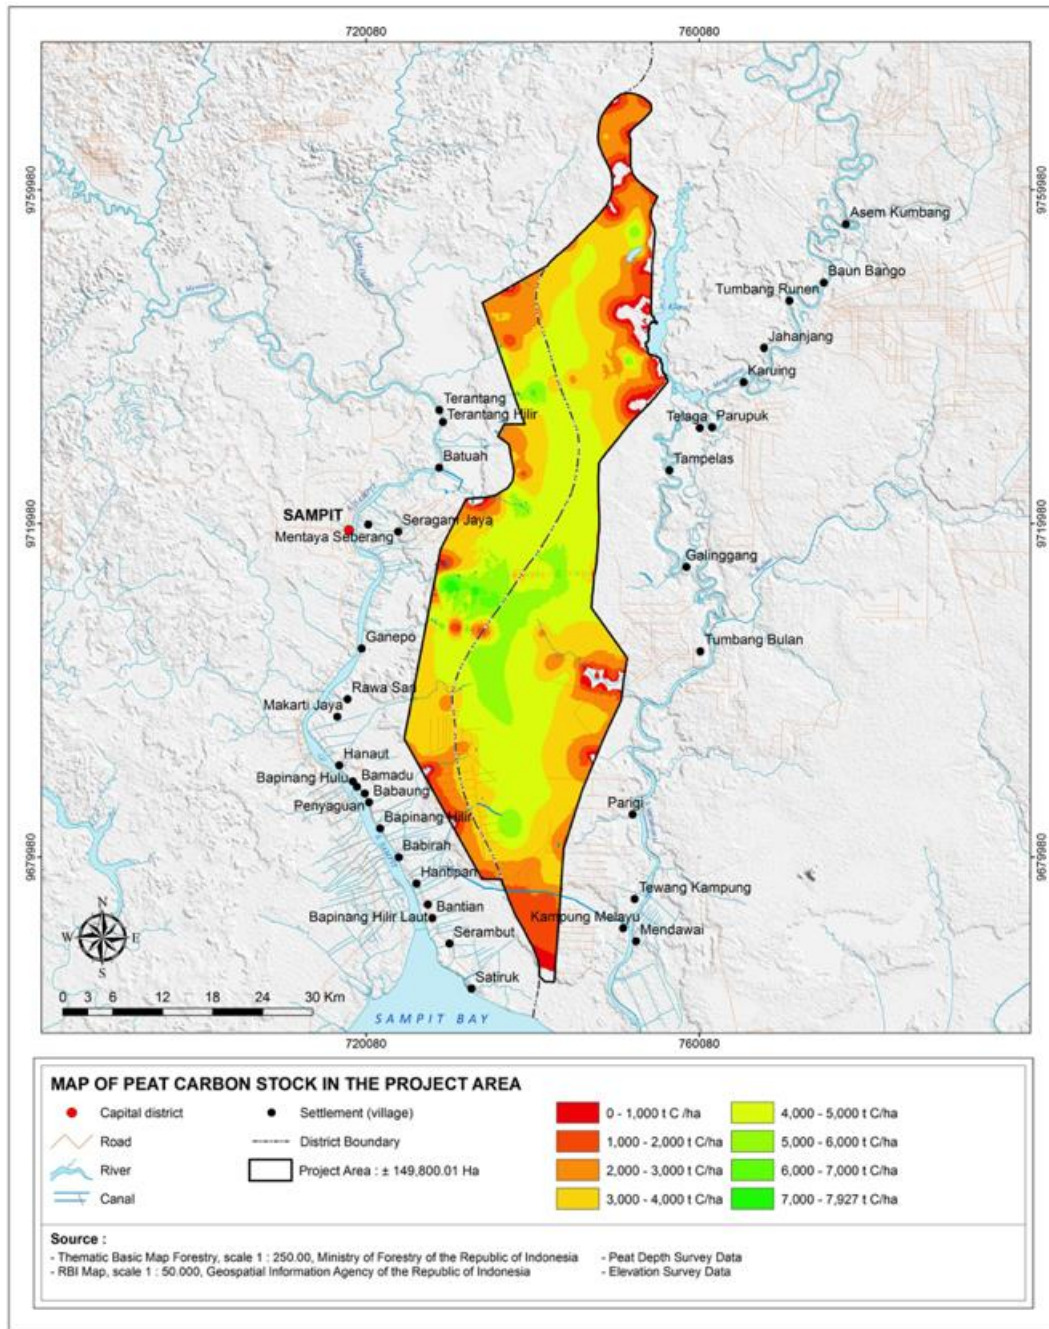 720080
760080
9759980
9759980
Asem Kumbang
Baun Bango
Tumbang Runen
Jahanjang
Karuing
Terantang
Terantang Hilir
Telaga
Parupuk
Batuah
Tampelas
SAMPIT
Seragam Jaya
9719980
9719980
Mentaya Seberang
Galinggang
Ganepo
Tumbang Bulan
Rawa Sari
Makarti Jaya
Hanaut
Bapinang Hulu
Bamadu
Babaung
Penyaguan
Bapinang Hilir
Parigi
Babirah
9679980
9679980
Hantipan
Tewang Kampung
Bantian
Bapinang Hilir Laut
Kampung Melayu
Mendawai
Serambut
N
W E
S
Satiruk
0 3 6 12 18 24 30 Km
SAMPIT BAY
720080
760080
MAP OF PEAT CARBON STOCK IN THE PROJECT AREA
Capital district
Settlement (village)
0 - 1,000 t C /ha
4,000 - 5,000 t C/ha
Road
District Boundary
1,000 - 2,000 t C/ha
5,000 - 6,000 t C/ha
River
Project Area : ± 149,800.01 Ha
2,000 - 3,000 t C/ha
6,000 - 7,000 t C/ha
Canal
3,000 - 4,000 t C/ha
7,000 - 7,927 t C/ha
Source :
- Thematic Basic Map Forestry, scale 1 : 250.00, Ministry of Forestry of the Republic of Indonesia
- Peat Depth Survey Data
- RBI Map, scale 1 : 50.000, Geospatial Information Agency of the Republic of Indonesia
- Elevation Survey Data